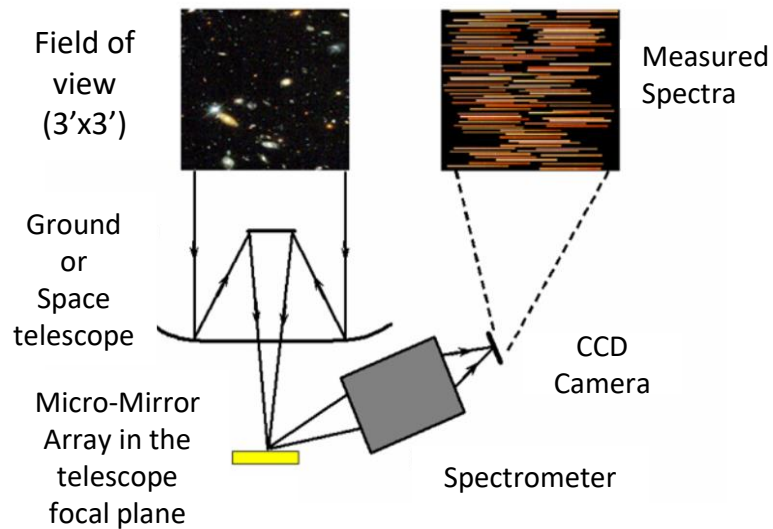 Field of
view
(3’x3’)
Measured
Spectra
Ground
or
Space
telescope
CCD
Camera
Micro-Mirror
Array in the
telescope
focal plane
Spectrometer